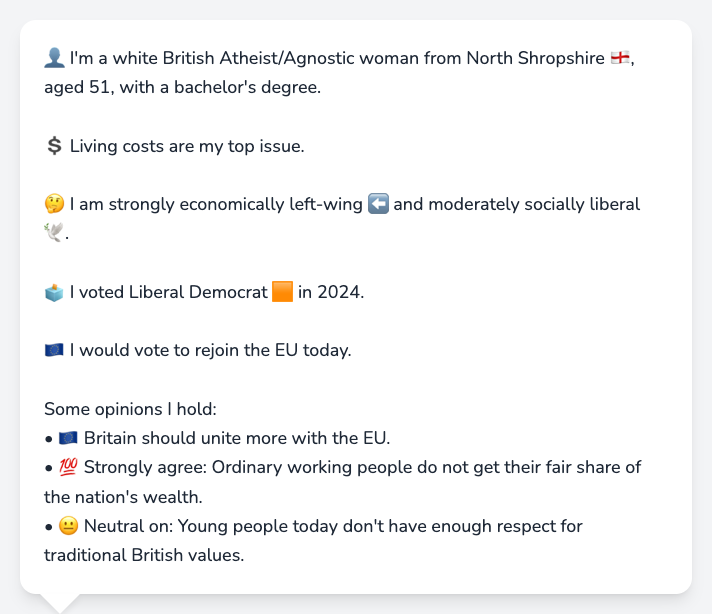 👤 I'm a white British Atheist/Agnostic woman from North Shropshire 🏴󠁧󠁢󠁥󠁮󠁧󠁿,
aged 51, with a bachelor's degree.
💲 Living costs are my top issue.
🤔 I am strongly economically left-wing ⬅️ and moderately socially liberal
🕊️.
🗳️ I voted Liberal Democrat 🟧 in 2024.
🇪🇺 I would vote to rejoin the EU today.
Some opinions I hold:
• 🇪🇺 Britain should unite more with the EU.
• 💯 Strongly agree: Ordinary working people do not get their fair share of
the nation's wealth.
• 😐 Neutral on: Young people today don't have enough respect for
traditional British values.